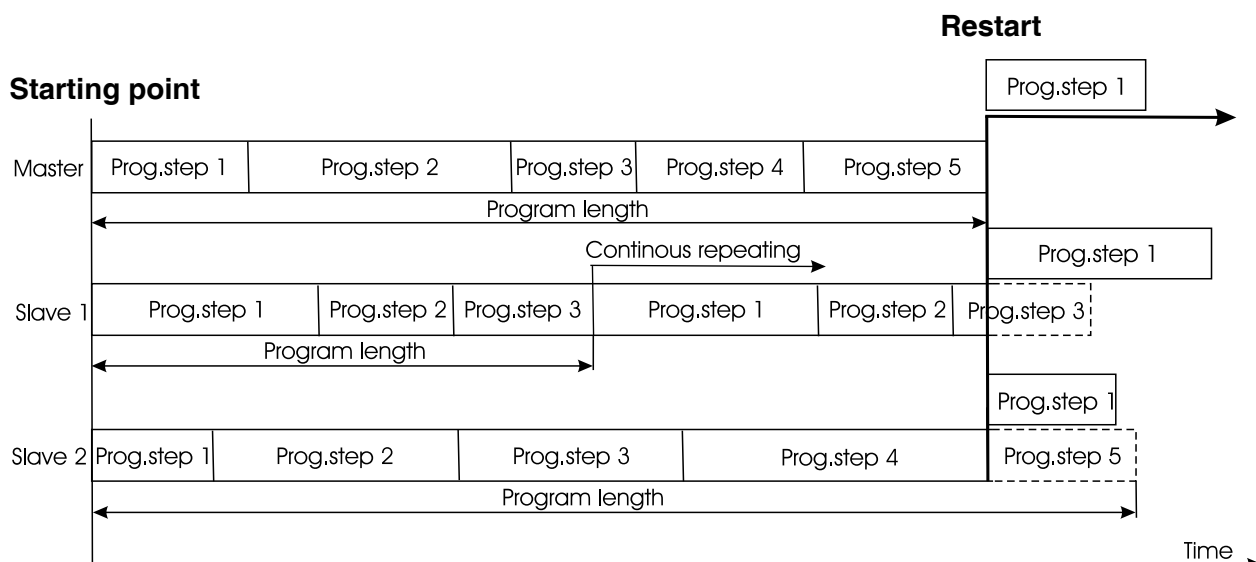 Restart
Prog.step 1
Starting point
Master Prog.step 1 Prog.step 2 Prog.step 3 Prog.step 4 Prog.step 5
Program length
Continous repeating
Prog.step 1
Slave 1 Prog.step 1 Prog.step 2 Prog.step 3 Prog.step 1 Prog.step 2 Prog.step 3
Program length
Prog.step 1
Slave 2 Prog.step 1 Prog.step 2 Prog.step 3 Prog.step 4 Prog.step 5
Program length
Time